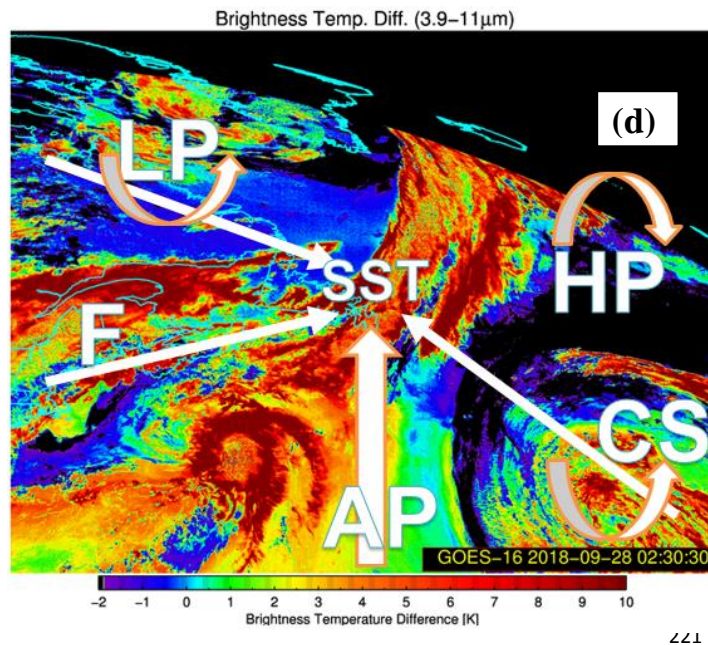 Brightness Temp. Diff. (3.9–11μm)
(d)
LP
SST
HP
F
CS
AP
GOES-16 2018-09-28 02:30:30
−2 −1 0 1 2 3 4 5 6 7 8 9 10
Brightness Temperature Difference [K]
221